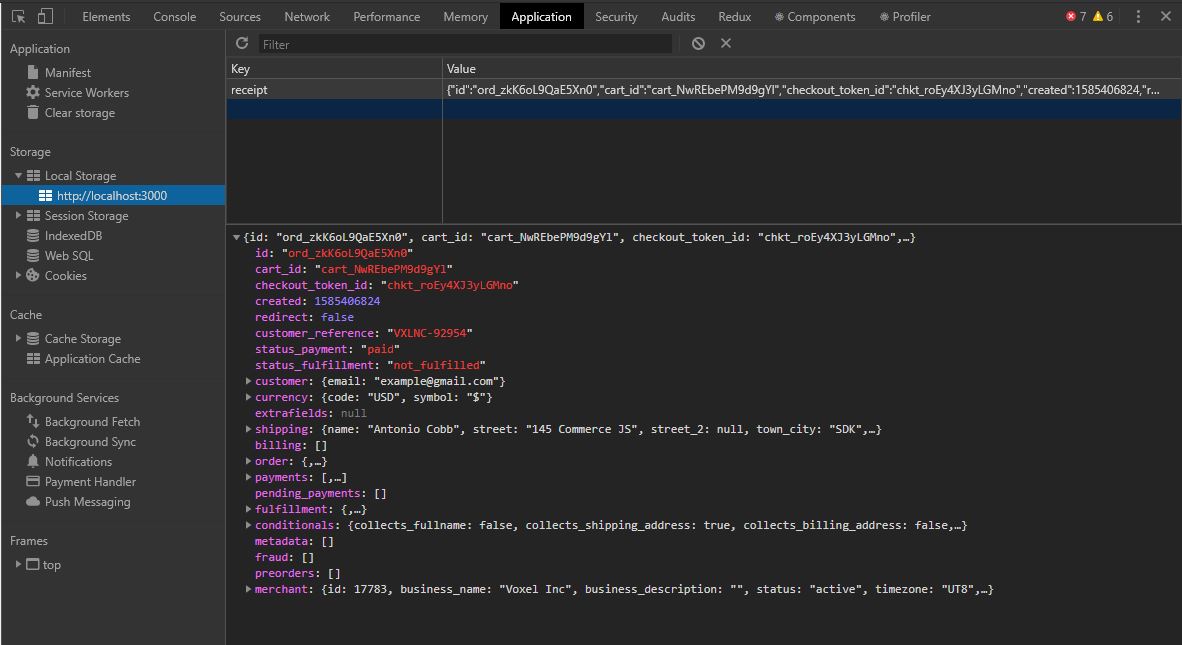 Elements Console Sources Network Performance Memory Application Security Audits Redux Components Profiler 7 6
Application
Manifest
Service Workers
Clear storage
Storage
Local Storage
http://localhost:3000
Session Storage
IndexedDB
Web SQL
Cookies
Cache
Cache Storage
Application Cache
Background Services
Background Fetch
Background Sync
Notifications
Payment Handler
Push Messaging
Frames
top
Filter
Key Value
receipt {"id":"ord_zkK6oL9QaE5Xn0","cart_id":"cart_NwREbePM9d9gYl","checkout_token_id":"chkt_roEy4XJ3yLGMno","created":1585406824,"r...
{id: "ord_zkK6oL9QaE5Xn0", cart_id: "cart_NwREbePM9d9gYl", checkout_token_id: "chkt_roEy4XJ3yLGMno",…}
id: "ord_zkK6oL9QaE5Xn0"
cart_id: "cart_NwREbePM9d9gYl"
checkout_token_id: "chkt_roEy4XJ3yLGMno"
created: 1585406824
redirect: false
customer_reference: "VXLNC-92954"
status_payment: "paid"
status_fulfillment: "not_fulfilled"
customer: {email: "example@gmail.com"}
currency: {code: "USD", symbol: "$"}
extrafields: null
shipping: {name: "Antonio Cobb", street: "145 Commerce JS", street_2: null, town_city: "SDK",…}
billing: []
order: {,…}
payments: [,…]
pending_payments: []
fulfillment: {,…}
conditionals: {collects_fullname: false, collects_shipping_address: true, collects_billing_address: false,…}
metadata: []
fraud: []
preorders: []
merchant: {id: 17783, business_name: "Voxel Inc", business_description: "", status: "active", timezone: "UT8",…}